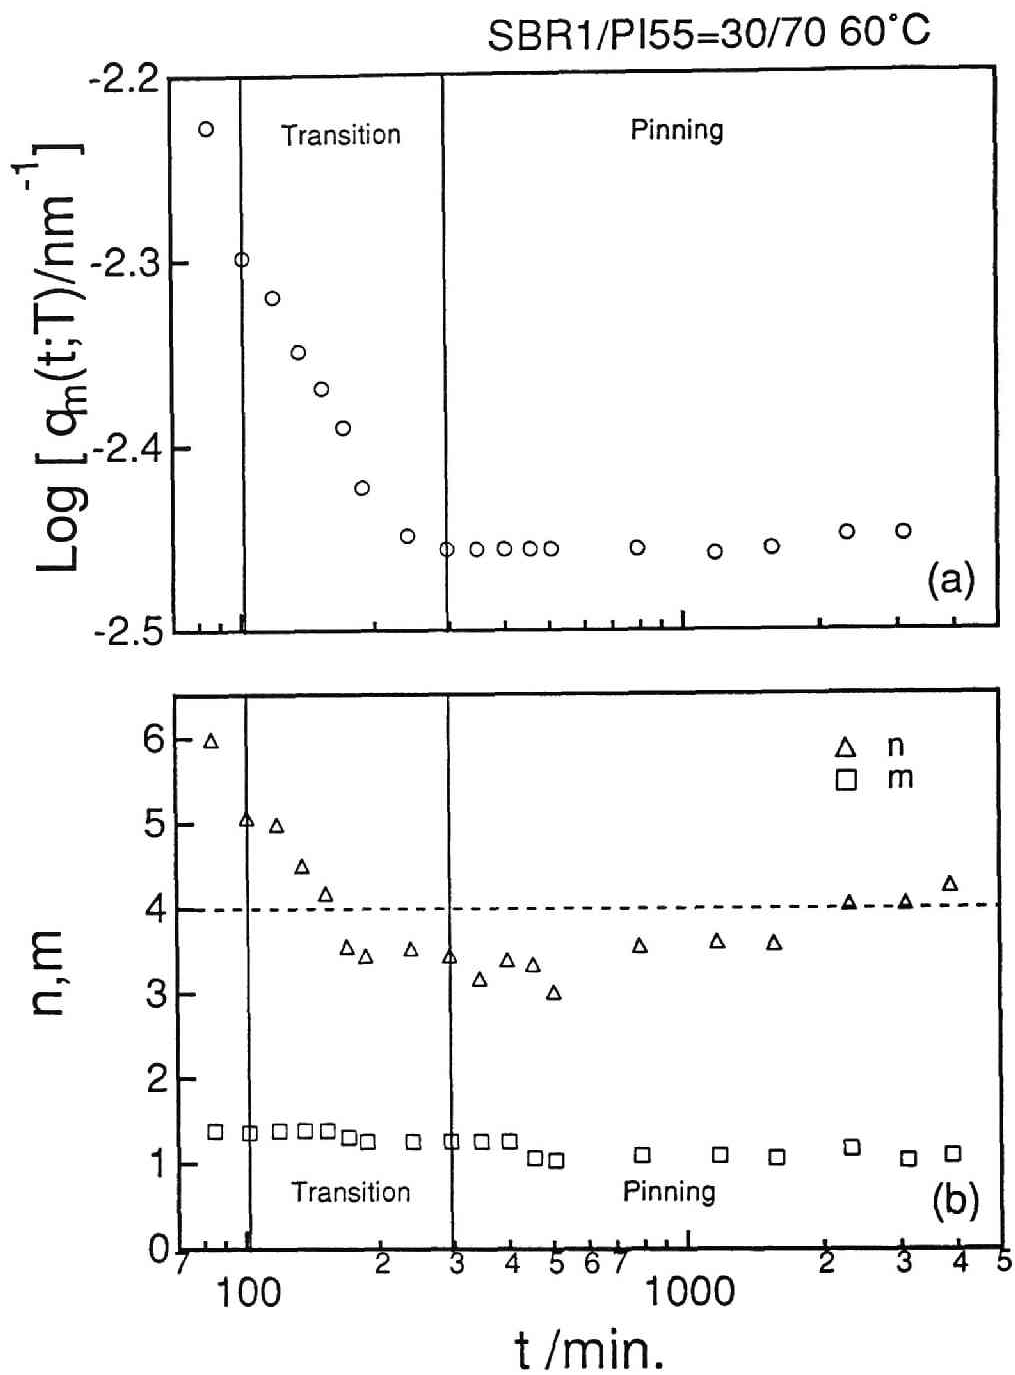 SBR1/PI55=30/70 60°C
Log [ qm(t;T)/nm-1 ]
-2.2
-2.3
-2.4
-2.5
Transition
Pinning
(a)
n,m
6
5
4
3
2
1
0
n
m
Transition
Pinning
(b)
7 2 3 4 5 6 7 2 3 4 5
100 1000
t /min.